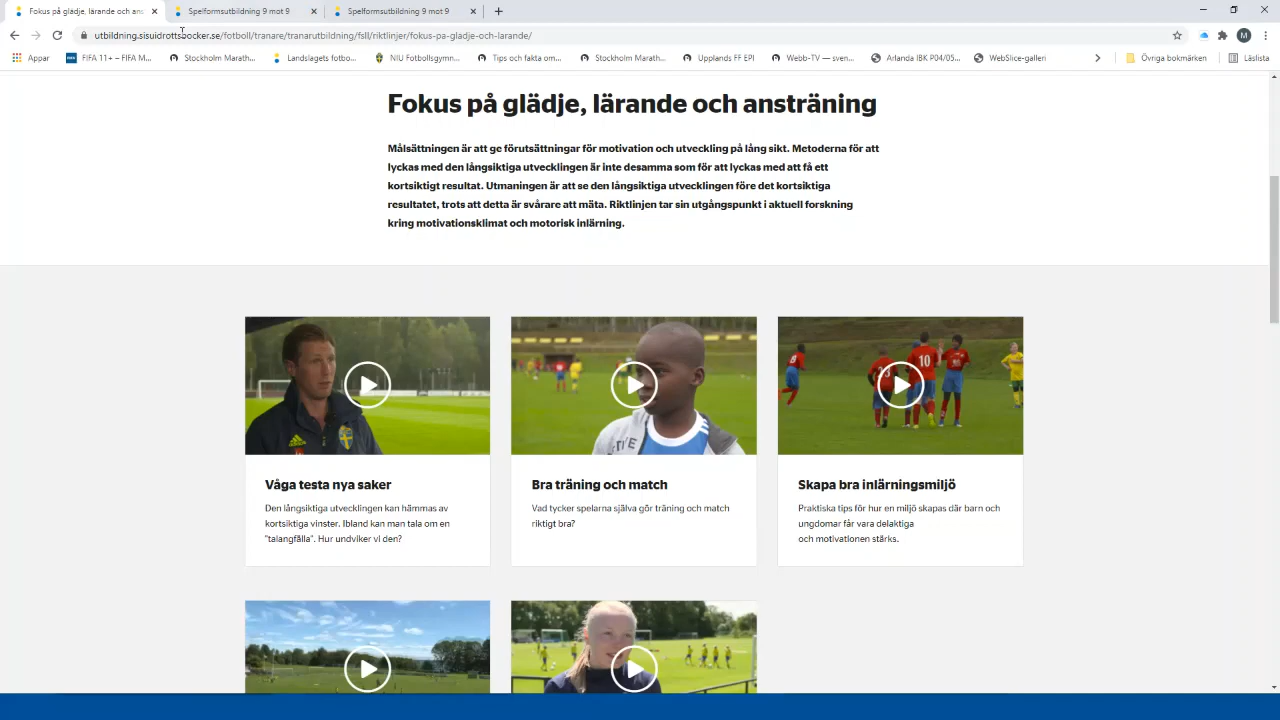 Fokus på glädje, lärande och ans
Spelformsutbildning 9 mot 9
Spelformsutbildning 9 mot 9
utbildning.sisuidrottsbocker.se/fotboll/tranare/tranarutbildning/fsll/riktlinjer/fokus-pa-gladje-och-larande/
M
Appar
FIFA 11+ – FIFA M...
Stockholm Marath...
Landslagets fotbo...
NIU Fotbollsgymn...
Tips och fakta om...
Stockholm Marath...
Upplands FF EPI
Webb-TV — sven...
Arlanda IBK P04/05...
WebSlice-galleri
Övriga bokmärken
Läslista
Fokus på glädje, lärande och ansträning
Målsättningen är att ge förutsättningar för motivation och utveckling på lång sikt. Metoderna för att
lyckas med den långsiktiga utvecklingen är inte desamma som för att lyckas med att få ett
kortsiktigt resultat. Utmaningen är att se den långsiktiga utvecklingen före det kortsiktiga
resultatet, trots att detta är svårare att mäta. Riktlinjen tar sin utgångspunkt i aktuell forskning
kring motivationsklimat och motorisk inlärning.
8
10
Våga testa nya saker
Den långsiktiga utvecklingen kan hämmas av
kortsiktiga vinster. Ibland kan man tala om en
"talangfälla". Hur undviker vi den?
Bra träning och match
Vad tycker spelarna själva gör träning och match
riktigt bra?
Skapa bra inlärningsmiljö
Praktiska tips för hur en miljö skapas där barn och
ungdomar får vara delaktiga
och motivationen stärks.